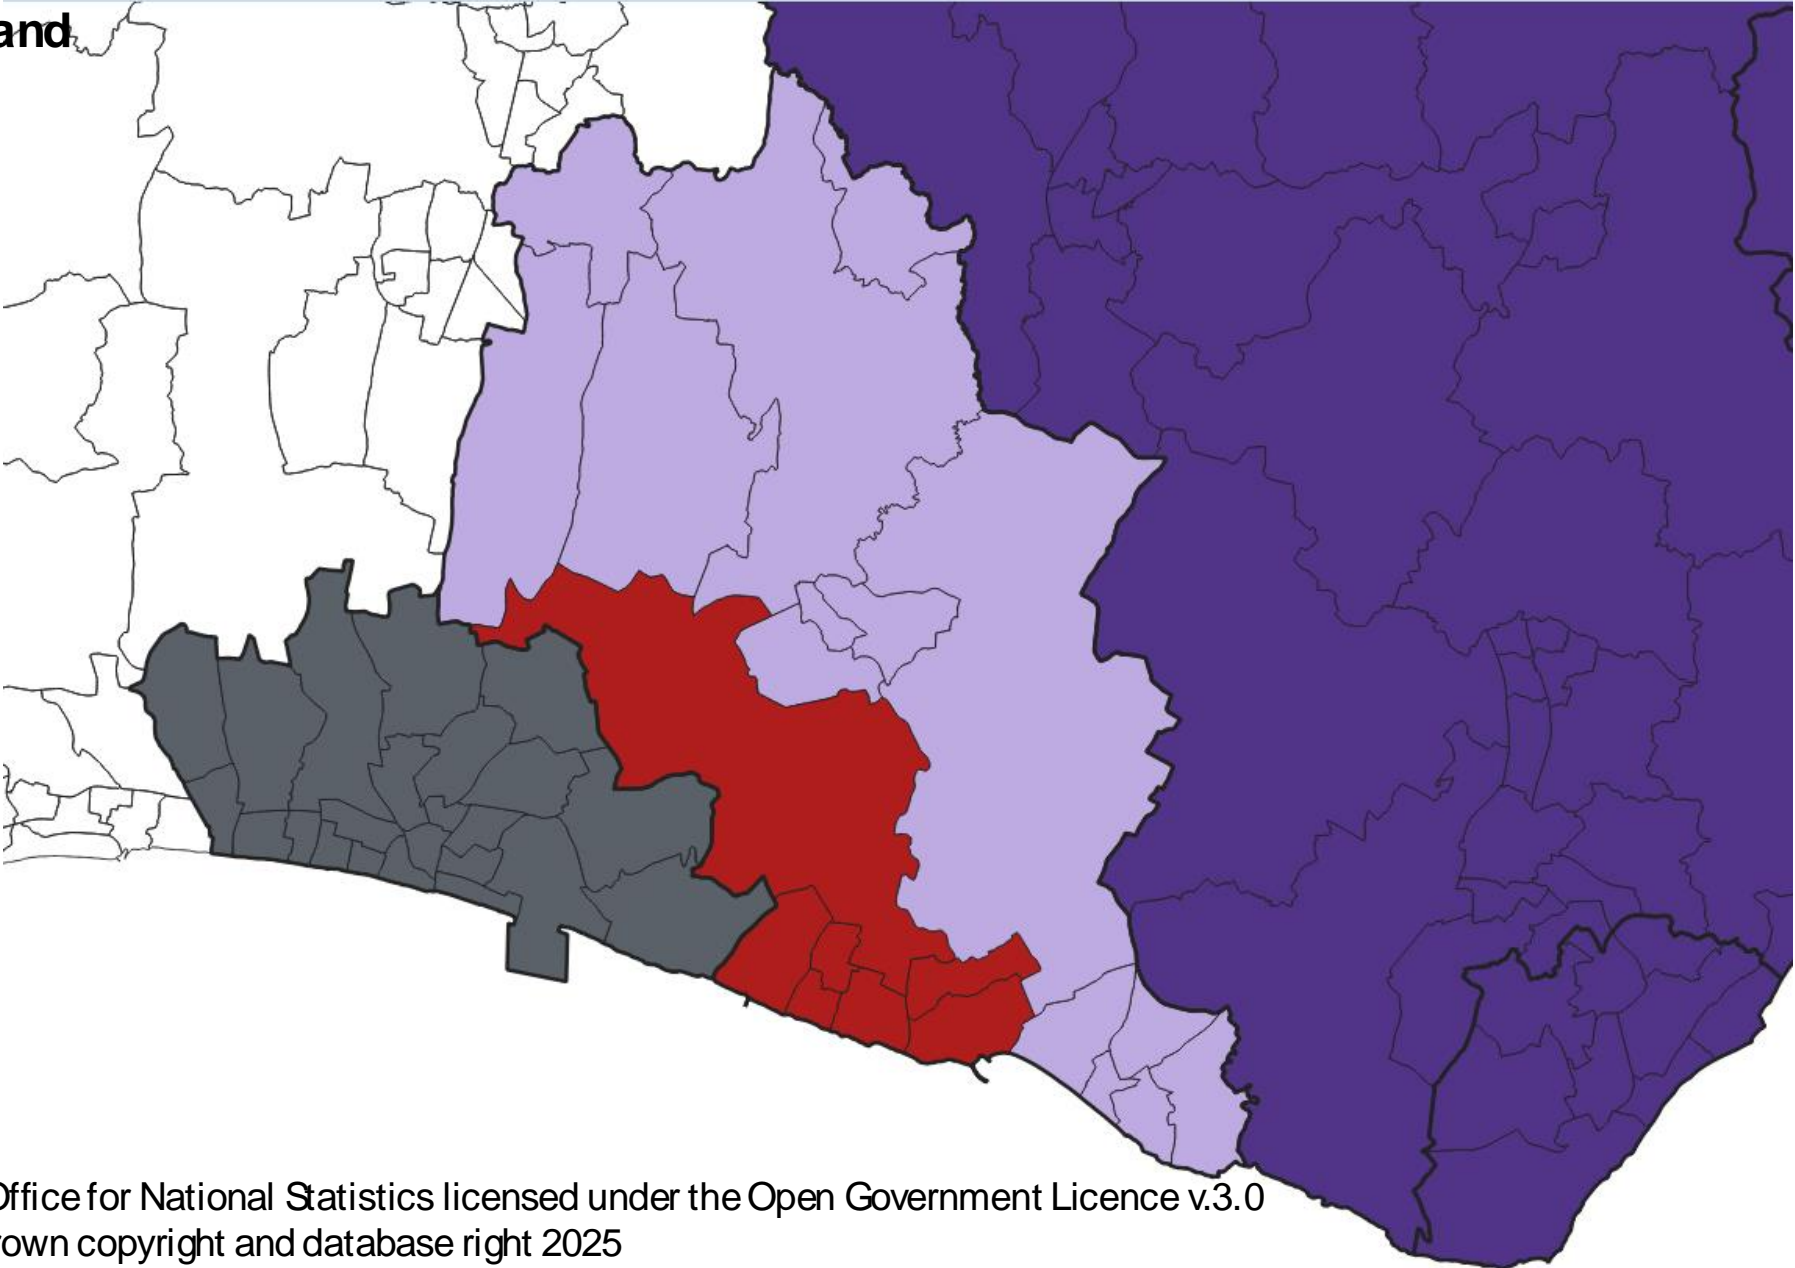 and
Office for National Statistics licensed under the Open Government Licence v.3.0
rown copyright and database right 2025